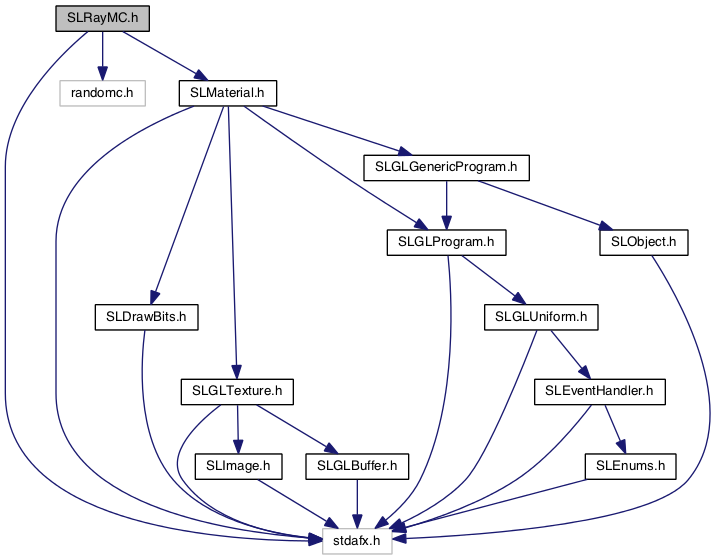 SLRayMC.h
randomc.h
SLMaterial.h
SLGLGenericProgram.h
SLGLProgram.h
SLObject.h
SLDrawBits.h
SLGLUniform.h
SLGLTexture.h
SLEventHandler.h
SLImage.h
SLGLBuffer.h
SLEnums.h
stdafx.h